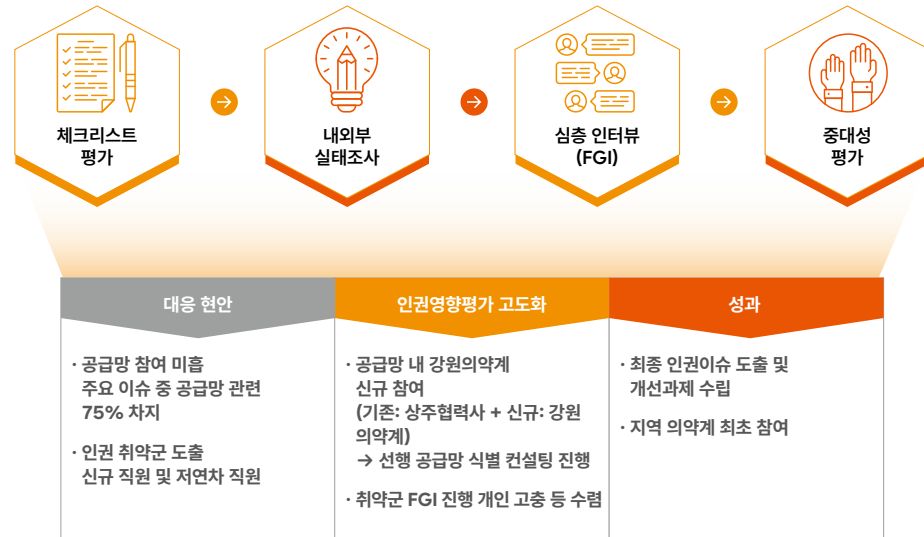 체크리스트
평가
내외부
실태조사
심층 인터뷰
(FGI)
중대성
평가
대응 현안
· 공급망 참여 미흡
주요 이슈 중 공급망 관련
75% 차지
· 인권 취약군 도출
신규 직원 및 저연차 직원
인권영향평가 고도화
· 공급망 내 강원의약계
신규 참여
(기존: 상주협력사 + 신규: 강원
의약계)
→ 선행 공급망 식별 컨설팅 진행
· 취약군 FGI 진행 개인 고충 등 수렴
성과
· 최종 인권이슈 도출 및
개선과제 수립
· 지역 의약계 최초 참여